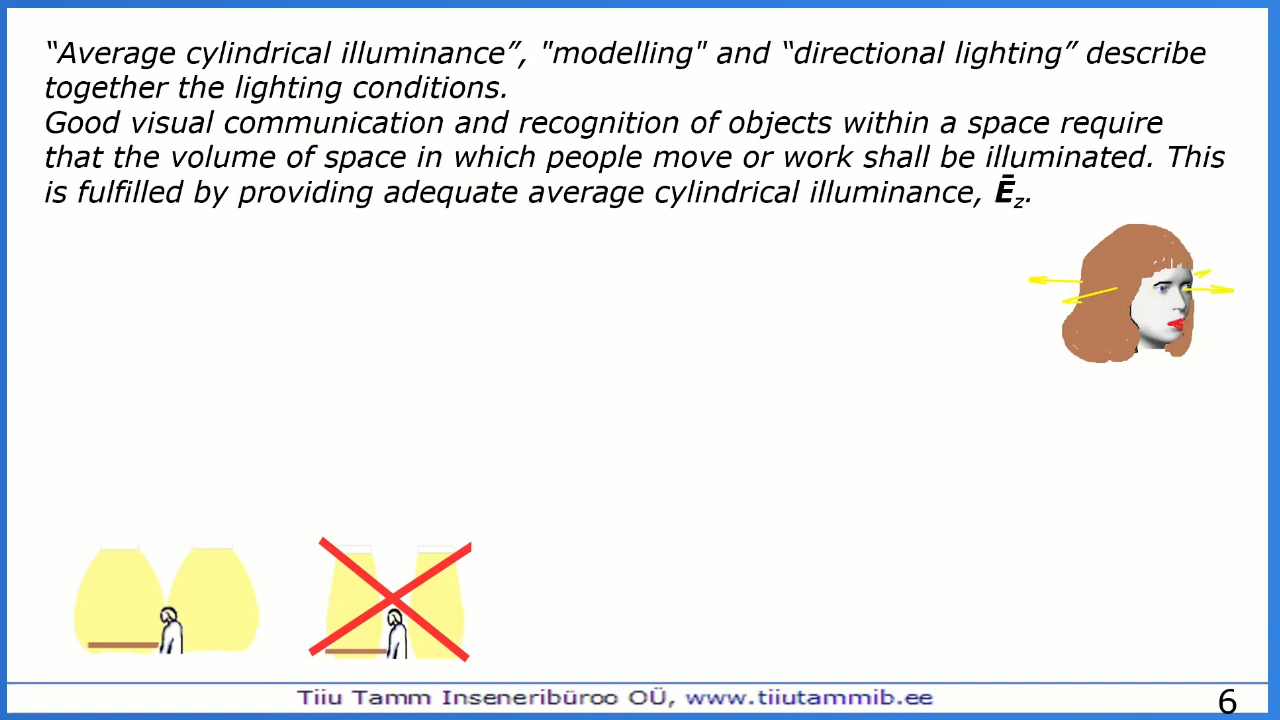 “Average cylindrical illuminance”, "modelling" and “directional lighting” describe
together the lighting conditions.
Good visual communication and recognition of objects within a space require
that the volume of space in which people move or work shall be illuminated. This
is fulfilled by providing adequate average cylindrical illuminance, Ēz.
Tiiu Tamm Inseneribüroo OÜ, www.tiiutammib.ee
6